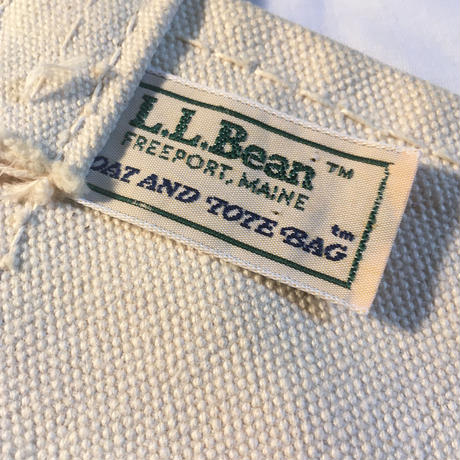 L.L.Bean ™
FREEPORT, MAINE
OAT AND TOTE BAG ™